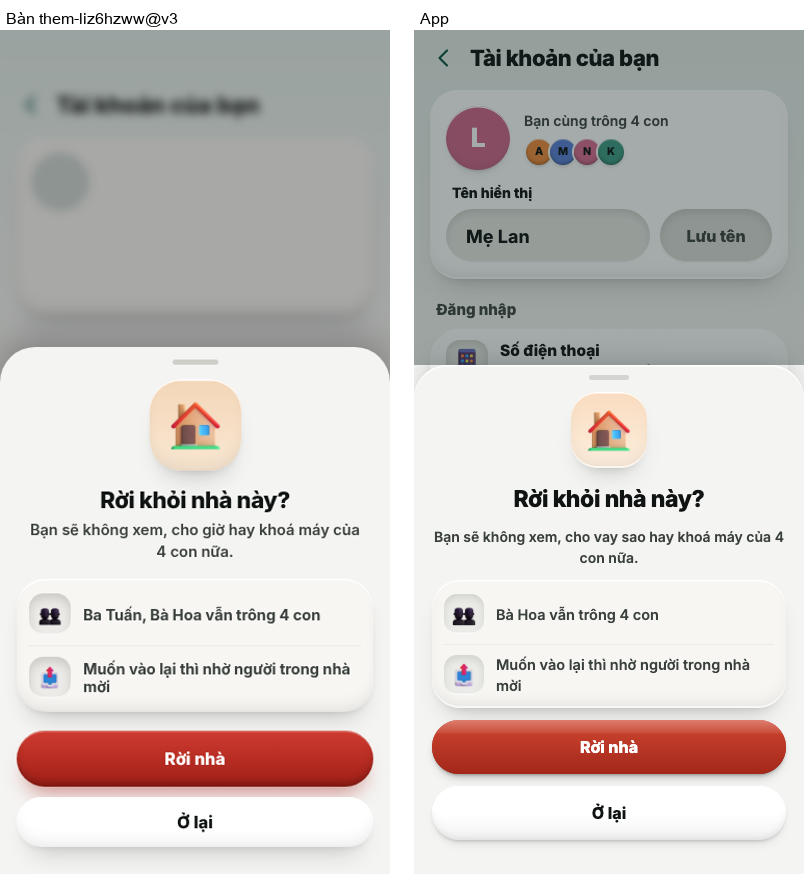 Bản them-liz6hzww@v3
Tài khoản của bạn
Rời khỏi nhà này?
Bạn sẽ không xem, cho giờ hay khoá máy của
4 con nữa.
Ba Tuấn, Bà Hoa vẫn trông 4 con
Muốn vào lại thì nhờ người trong nhà
mời
Rời nhà
Ở lại
App
Tài khoản của bạn
L
Bạn cùng trông 4 con
A M N K
Tên hiển thị
Mẹ Lan
Lưu tên
Đăng nhập
Số điện thoại
Rời khỏi nhà này?
Bạn sẽ không xem, cho vay sao hay khoá máy của 4
con nữa.
Bà Hoa vẫn trông 4 con
Muốn vào lại thì nhờ người trong nhà
mời
Rời nhà
Ở lại